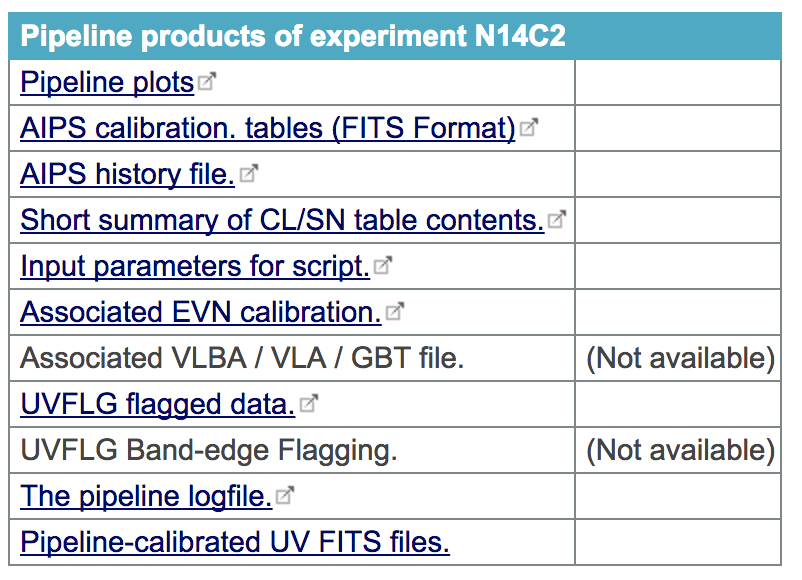 Pipeline products of experiment N14C2
Pipeline plots
AIPS calibration. tables (FITS Format)
AIPS history file.
Short summary of CL/SN table contents.
Input parameters for script.
Associated EVN calibration.
Associated VLBA / VLA / GBT file. (Not available)
UVFLG flagged data.
UVFLG Band-edge Flagging. (Not available)
The pipeline logfile.
Pipeline-calibrated UV FITS files.